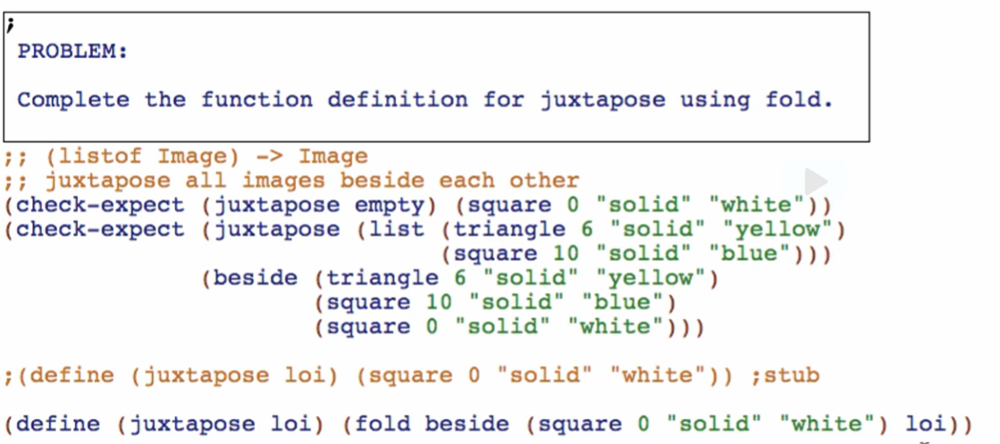 ;
PROBLEM:
Complete the function definition for juxtapose using fold.
;; (listof Image) -> Image
;; juxtapose all images beside each other
(check-expect (juxtapose empty) (square 0 "solid" "white"))
(check-expect (juxtapose (list (triangle 6 "solid" "yellow")
                               (square 10 "solid" "blue")))
              (beside (triangle 6 "solid" "yellow")
                      (square 10 "solid" "blue")
                      (square 0 "solid" "white")))
;(define (juxtapose loi) (square 0 "solid" "white")) ;stub
(define (juxtapose loi) (fold beside (square 0 "solid" "white") loi))